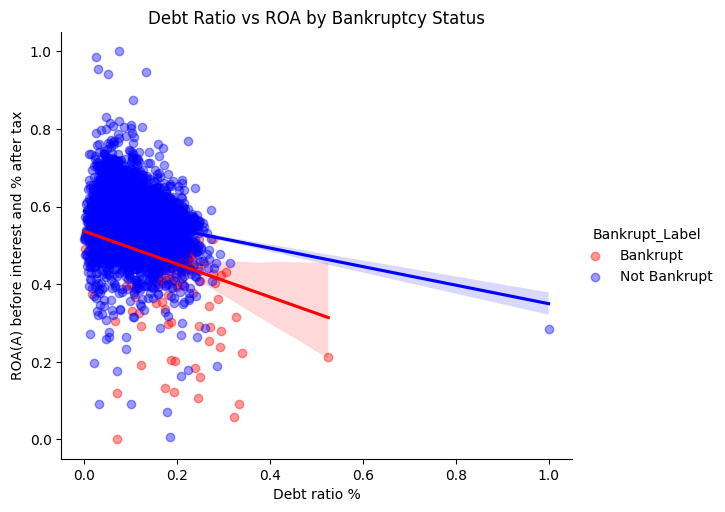 Debt Ratio vs ROA by Bankruptcy Status
ROA(A) before interest and % after tax
1.0
0.8
0.6
0.4
0.2
0.0
0.0 0.2 0.4 0.6 0.8 1.0
Debt ratio %
Bankrupt_Label
Bankrupt
Not Bankrupt